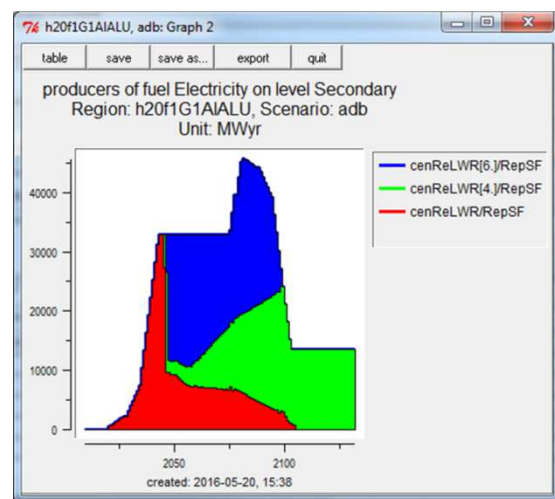 h20f1G1AIALU, adb: Graph 2
table save save as... export quit
producers of fuel Electricity on level Secondary
Region: h20f1G1AIALU, Scenario: adb
Unit: MWyr
cenReLWR[6.]/RepSF
cenReLWR[4.]/RepSF
cenReLWR/RepSF
40000
30000
20000
10000
0
2050 2100
created: 2016-05-20, 15:38